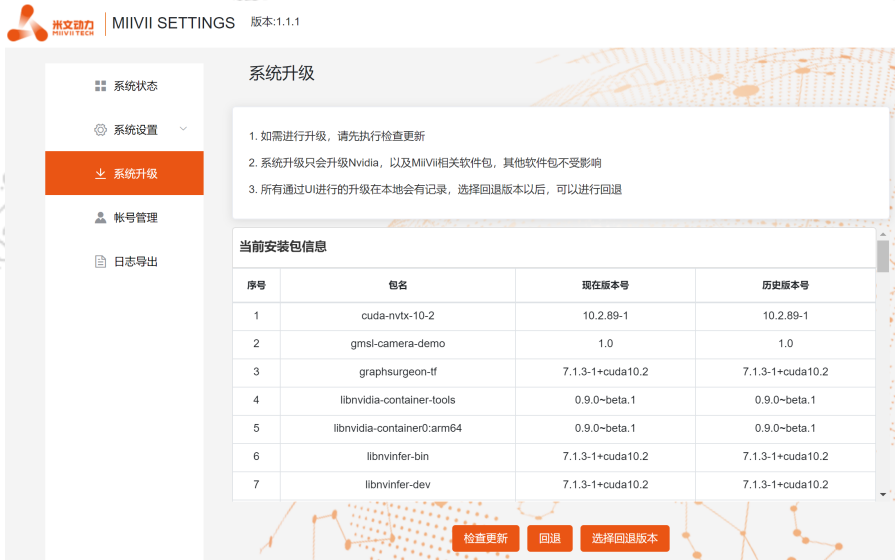 米文动力
MIIVII TECH
MIIVII SETTINGS
版本:1.1.1
系统状态
系统设置
系统升级
帐号管理
日志导出
系统升级
1. 如需进行升级，请先执行检查更新
2. 系统升级只会升级Nvidia，以及MiiVii相关软件包，其他软件包不受影响
3. 所有通过UI进行的升级在本地会有记录，选择回退版本以后，可以进行回退
当前安装包信息
序号 包名 现在版本号 历史版本号
1 cuda-nvtx-10-2 10.2.89-1 10.2.89-1
2 gmsl-camera-demo 1.0 1.0
3 graphsurgeon-tf 7.1.3-1+cuda10.2 7.1.3-1+cuda10.2
4 libnvidia-container-tools 0.9.0~beta.1 0.9.0~beta.1
5 libnvidia-container0:arm64 0.9.0~beta.1 0.9.0~beta.1
6 libnvinfer-bin 7.1.3-1+cuda10.2 7.1.3-1+cuda10.2
7 libnvinfer-dev 7.1.3-1+cuda10.2 7.1.3-1+cuda10.2
检查更新 回退 选择回退版本